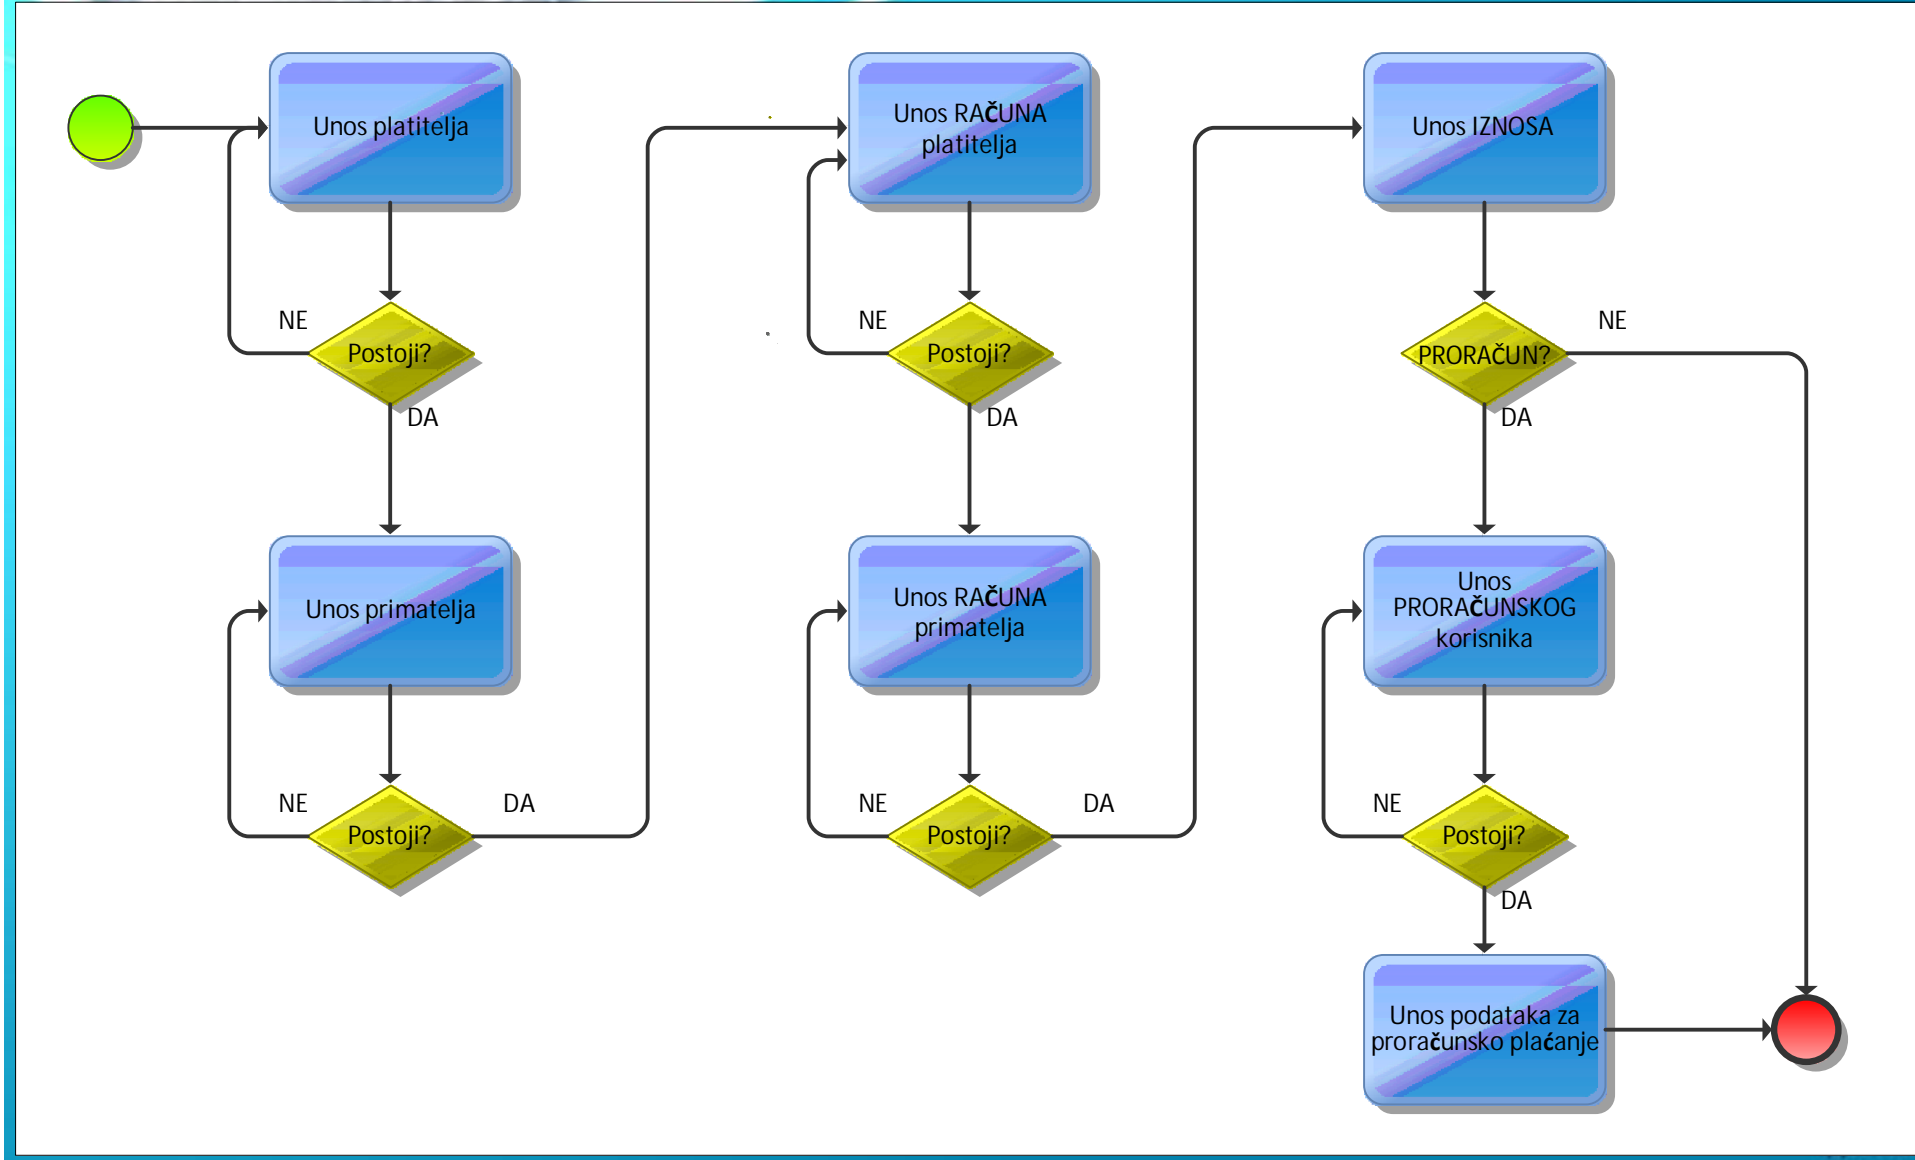 Unos platitelja
NE
Postoji?
DA
Unos primatelja
NE
Postoji?
DA
Unos RAČUNA
platitelja
NE
Postoji?
DA
Unos RAČUNA
primatelja
NE
Postoji?
DA
Unos IZNOSA
NE
PRORAČUN?
DA
Unos
PRORAČUNSKOG
korisnika
NE
Postoji?
DA
Unos podataka za
proračunsko plaćanje